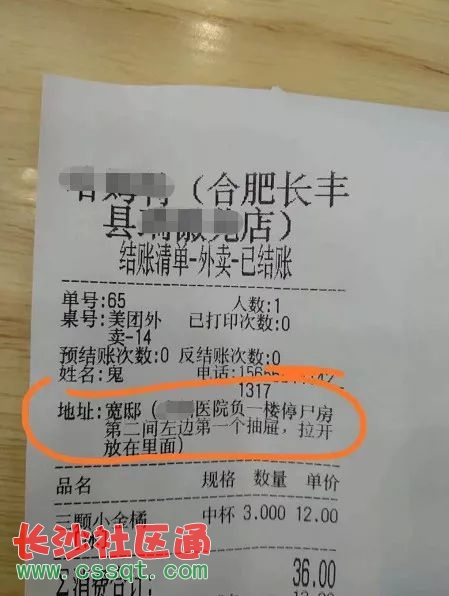 (合肥长丰
县 店)
结账清单-外卖-已结账
单号:65 人数:1
桌号:美团外 已打印次数:0
卖-14
预结账次数:0 反结账次数:0
姓名:鬼 电话:
1317
地址:宽邸( 医院负一楼停尸房
第二间左边第一个抽屉,拉开
放在里面)
品名 规格 数量 单价
三颗小金橘 中杯 3.000 12.00
36.00
长沙社区通
www.cssqt.com